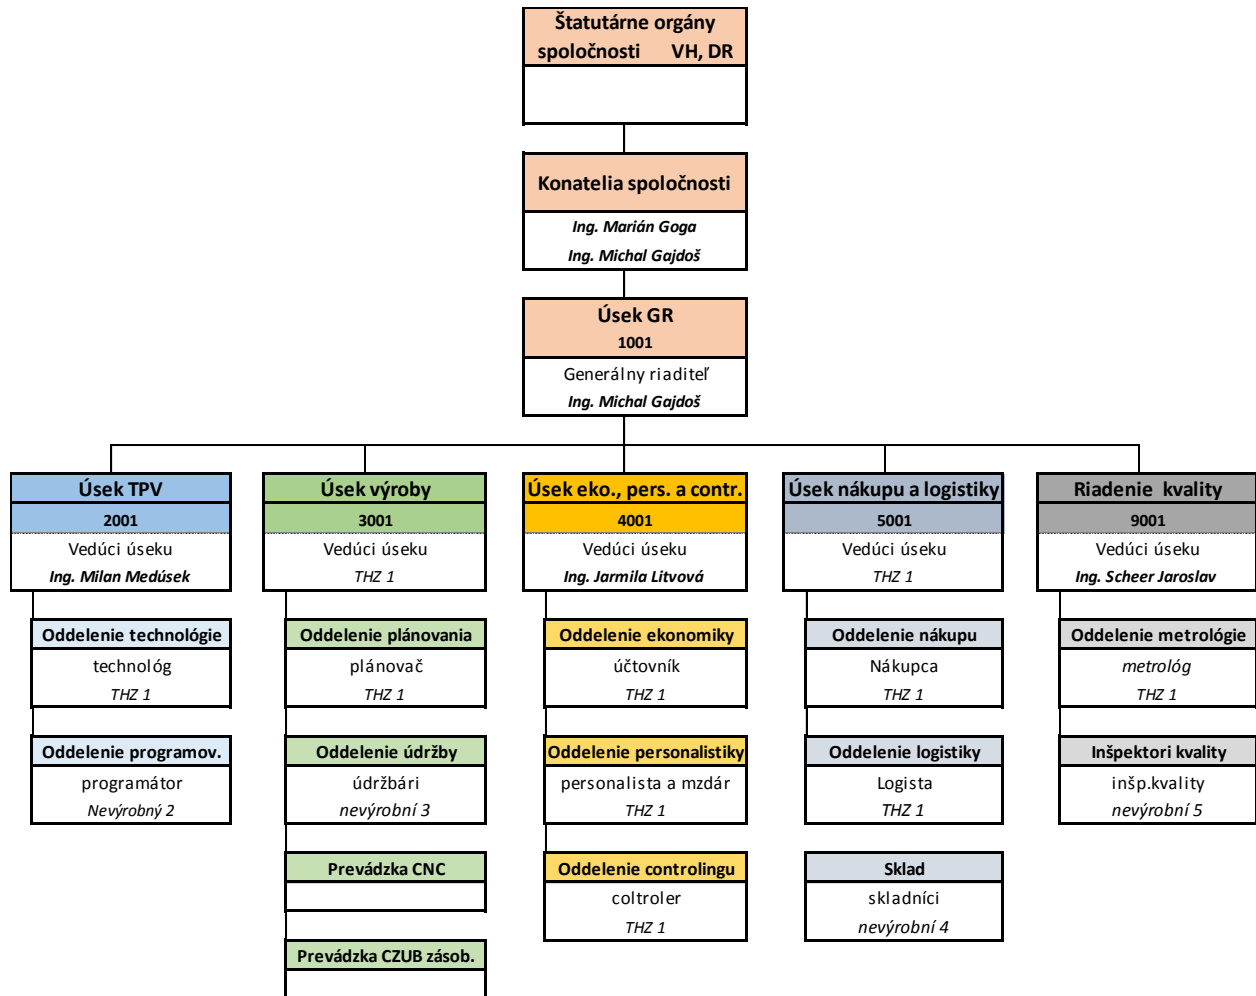 Štatutárne orgány
spoločnosti VH, DR
Konatelia spoločnosti
Ing. Marián Goga
Ing. Michal Gajdoš
Úsek GR
1001
Generálny riaditeľ
Ing. Michal Gajdoš
Úsek TPV
2001
Vedúci úseku
Ing. Milan Medúsek
Oddelenie technológie
technológ
THZ 1
Oddelenie programov.
programátor
Nevýrobný 2
Úsek výroby
3001
Vedúci úseku
THZ 1
Oddelenie plánovania
plánovač
THZ 1
Oddelenie údržby
údržbári
nevýrobní 3
Prevádzka CNC
Prevádzka CZUB zásob.
Úsek eko., pers. a contr.
4001
Vedúci úseku
Ing. Jarmila Litvová
Oddelenie ekonomiky
účtovník
THZ 1
Oddelenie personalistiky
personalista a mzdár
THZ 1
Oddelenie controlingu
coltroler
THZ 1
Úsek nákupu a logistiky
5001
Vedúci úseku
THZ 1
Oddelenie nákupu
Nákupca
THZ 1
Oddelenie logistiky
Logista
THZ 1
Sklad
skladníci
nevýrobní 4
Riadenie kvality
9001
Vedúci úseku
Ing. Scheer Jaroslav
Oddelenie metrológie
metrológ
THZ 1
Inšpektori kvality
inšp.kvality
nevýrobní 5